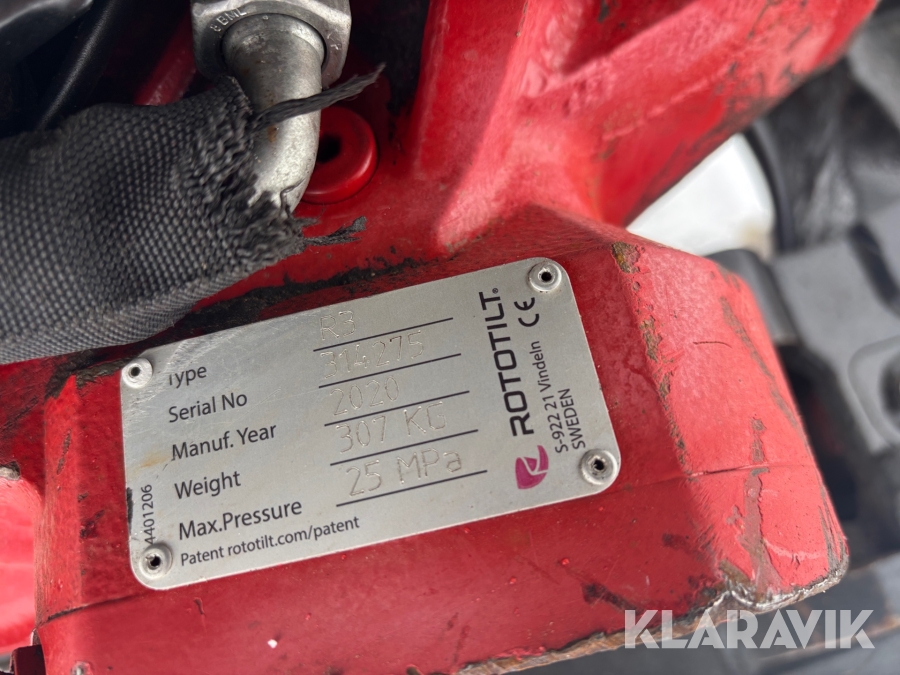 Type R3
Serial No 314275
Manuf. Year 2020
Weight 307 KG
Max.Pressure 25 MPa
Patent rototilt.com/patent
4401206
ROTOTILT®
S-922 21 Vindeln
SWEDEN
CE
KLARAVIK